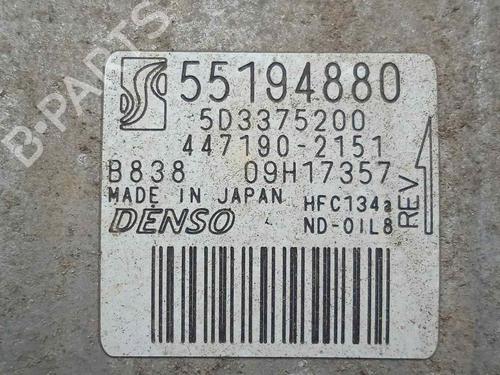 55194880
5D3375200
447190-2151
B838 09H17357
MADE IN JAPAN HFC134a
DENSO ND-OIL8
REV
B-PARTS